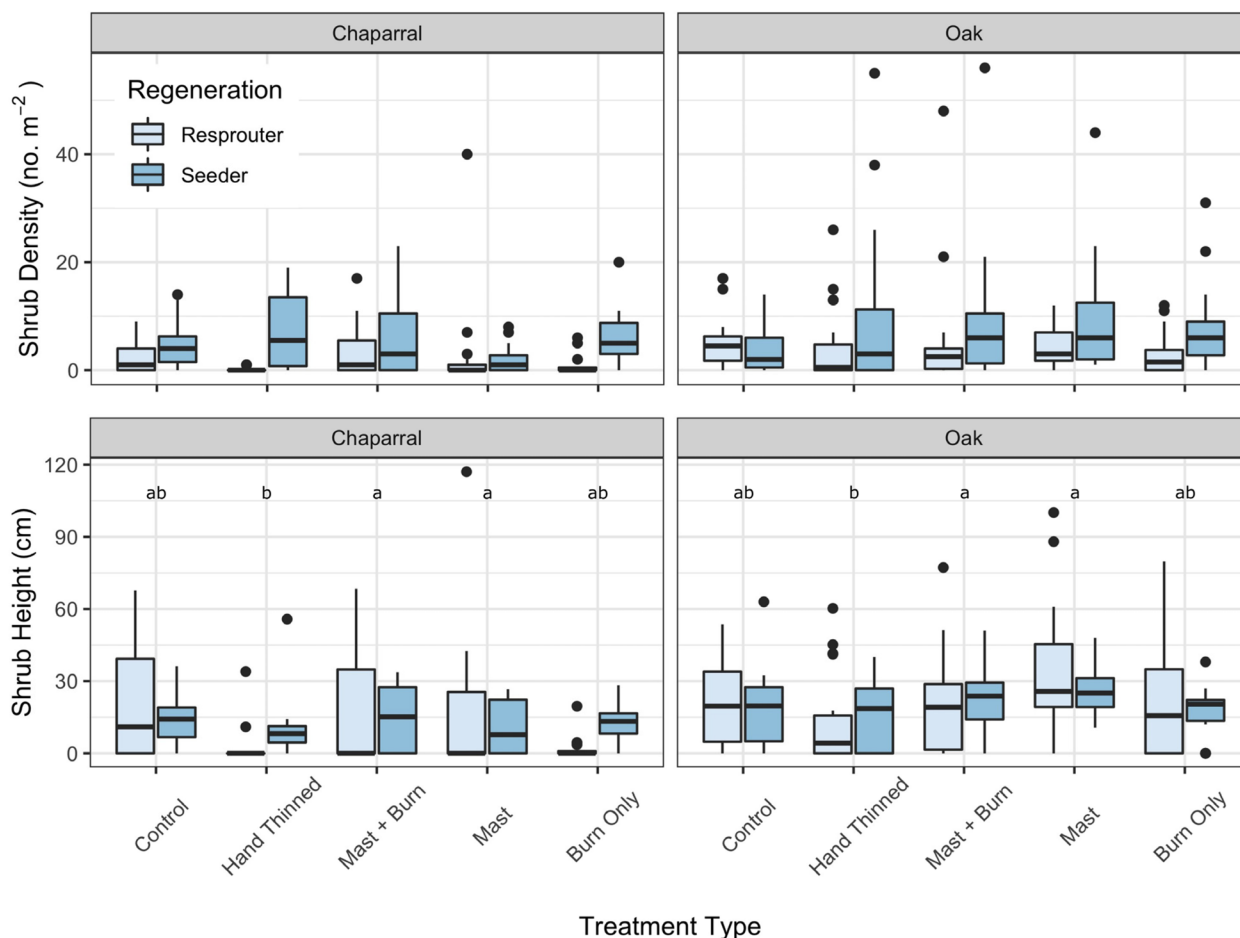 Chaparral
Oak
Shrub Density (no. m⁻²)
Regeneration
Resprouter
Seeder
40
20
0
Chaparral
Oak
Shrub Height (cm)
120
90
60
30
0
ab b a a ab
ab b a a ab
Control Hand Thinned Mast + Burn Mast Burn Only
Control Hand Thinned Mast + Burn Mast Burn Only
Treatment Type